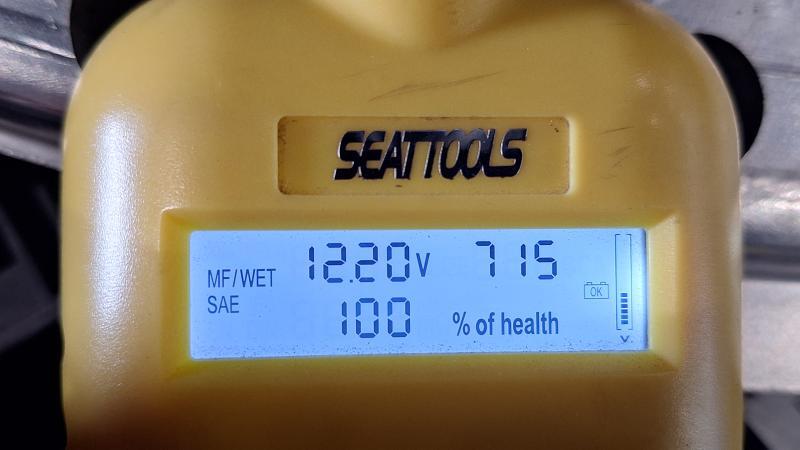 SEATTOOLS
MF/WET 12.20V 715
SAE
OK
100 % of health
V